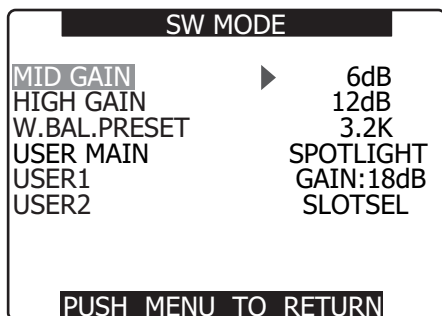 SW MODE
MID GAIN 6dB
HIGH GAIN 12dB
W.BAL.PRESET 3.2K
USER MAIN SPOTLIGHT
USER1 GAIN:18dB
USER2 SLOTSEL
PUSH MENU TO RETURN